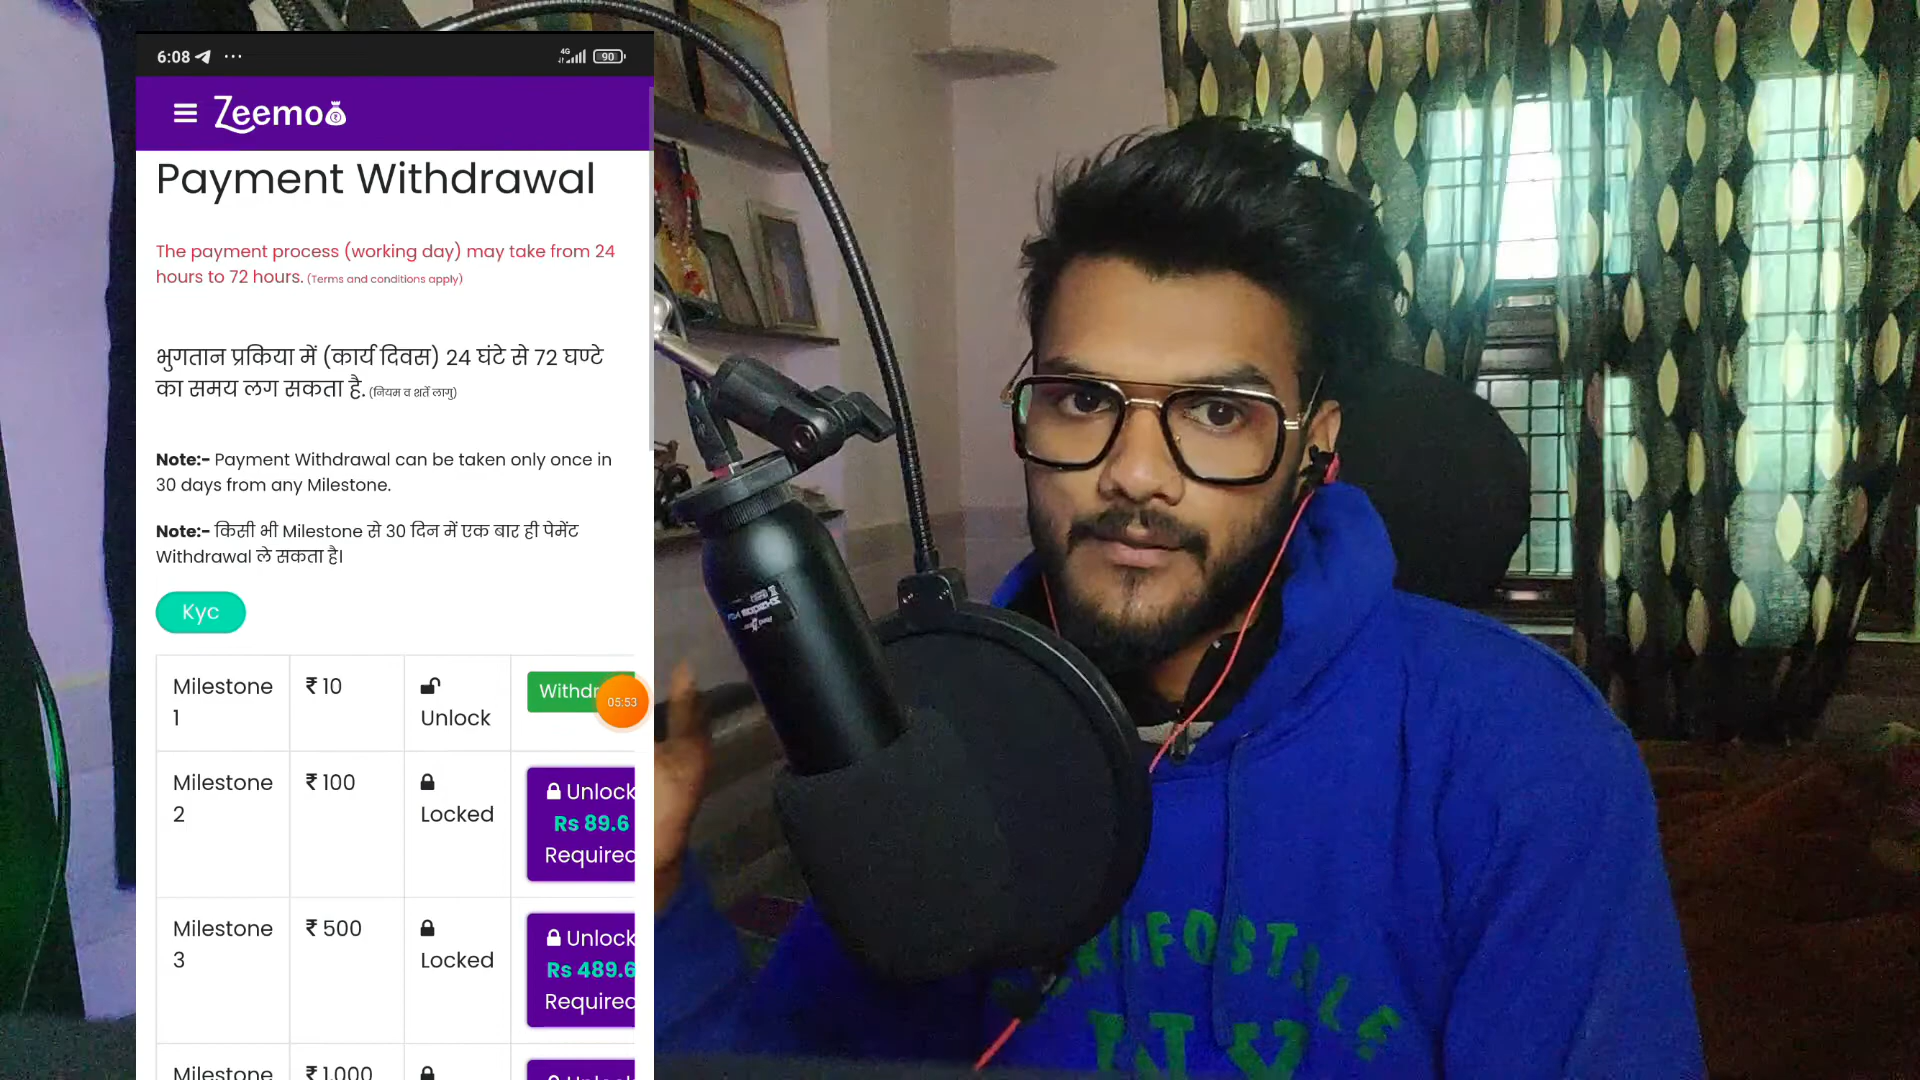 6:08
4G
90
Zeemo
Payment Withdrawal
The payment process (working day) may take from 24
hours to 72 hours. (Terms and conditions apply)
भुगतान प्रकिया में (कार्य दिवस) 24 घंटे से 72 घण्टे
का समय लग सकता है. (नियम व शर्ते लागु)
Note:- Payment Withdrawal can be taken only once in
30 days from any Milestone.
Note:- किसी भी Milestone से 30 दिन में एक बार ही पेमेंट
Withdrawal ले सकता है।
Kyc
Milestone 1 ₹ 10 Unlock Withdr
05:53
Milestone 2 ₹ 100 Locked Unlock Rs 89.6 Required
Milestone 3 ₹ 500 Locked Unlock Rs 489.6 Required
Milestone ₹ 1,000